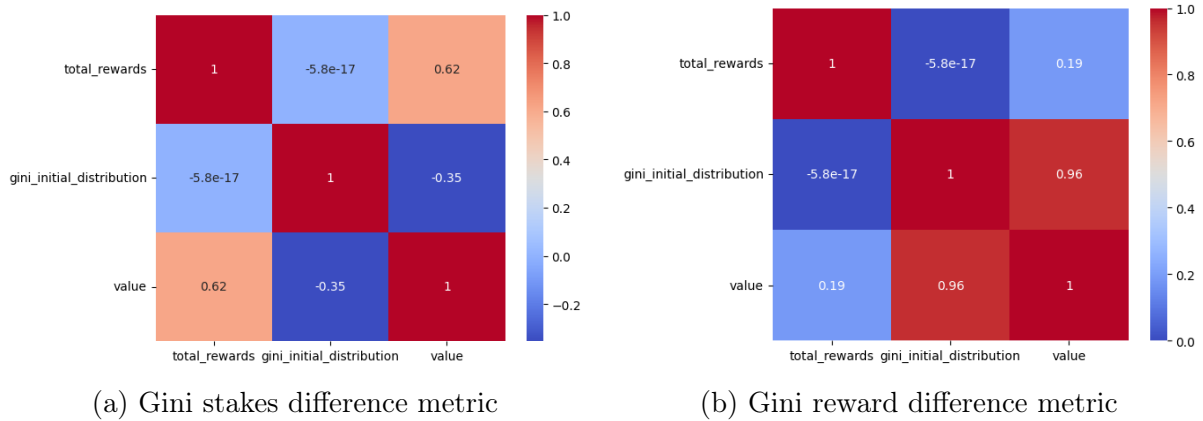 total_rewards 1 -5.8e-17 0.62
gini_initial_distribution -5.8e-17 1 -0.35
value 0.62 -0.35 1
total_rewards gini_initial_distribution value
1.0
0.8
0.6
0.4
0.2
0.0
−0.2
(a) Gini stakes difference metric
total_rewards 1 -5.8e-17 0.19
gini_initial_distribution -5.8e-17 1 0.96
value 0.19 0.96 1
total_rewards gini_initial_distribution value
1.0
0.8
0.6
0.4
0.2
0.0
(b) Gini reward difference metric